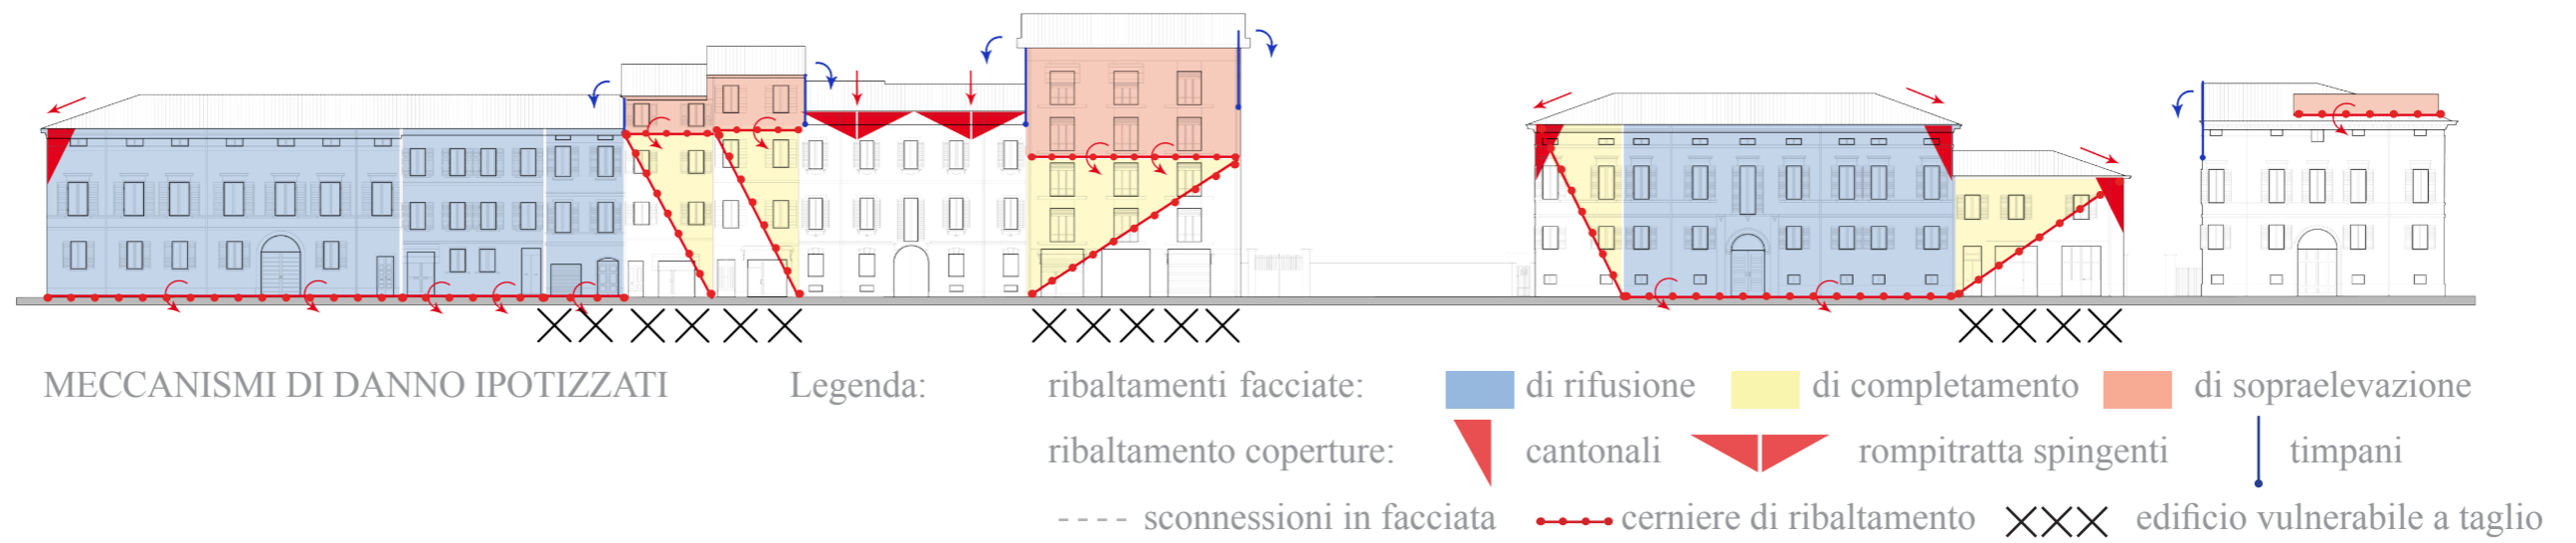 MECCANISMI DI DANNO IPOTIZZATI Legenda: ribaltamenti facciate: di rifusione di completamento di sopraelevazione
ribaltamento coperture: cantonali rompitratta spingenti timpani
sconnessioni in facciata cerniere di ribaltamento edificio vulnerabile a taglio